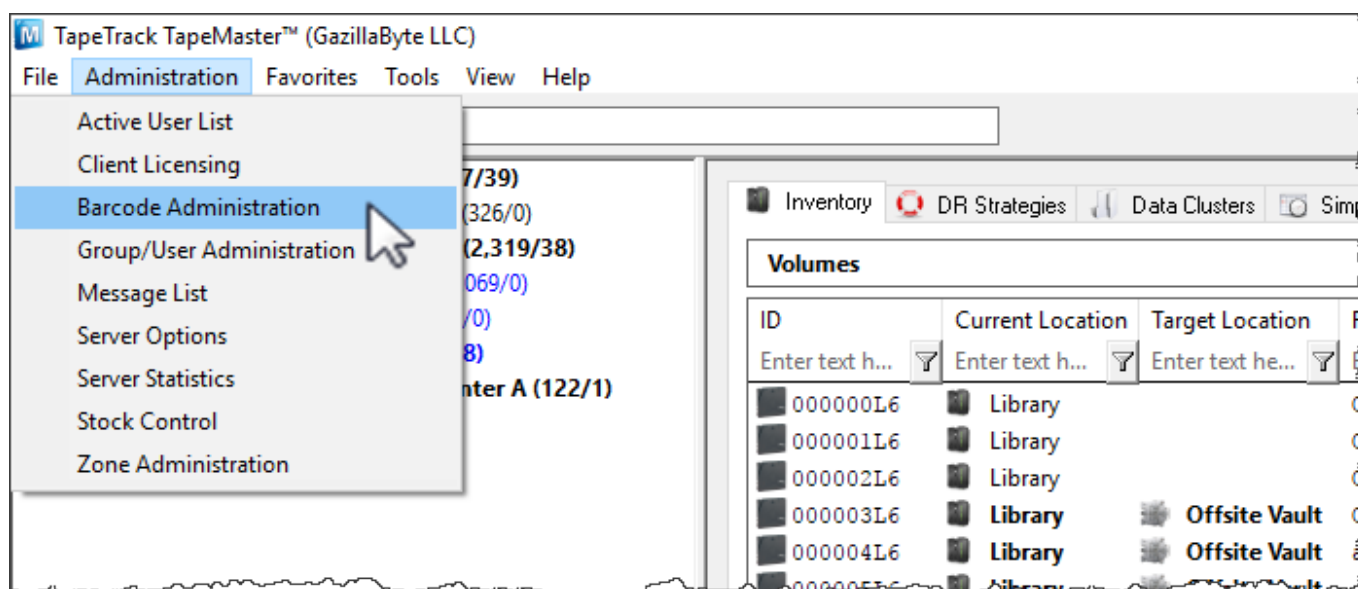 TapeTrack TapeMaster™ (GazillaByte LLC)
File Administration Favorites Tools View Help
Active User List
Client Licensing
Barcode Administration
Group/User Administration
Message List
Server Options
Server Statistics
Stock Control
Zone Administration
7/39)
(326/0)
(2,319/38)
069/0)
/0)
8)
nter A (122/1)
Inventory DR Strategies Data Clusters Simp
Volumes
ID Current Location Target Location
Enter text h... Enter text h... Enter text he...
000000L6 Library
000001L6 Library
000002L6 Library
000003L6 Library Offsite Vault
000004L6 Library Offsite Vault